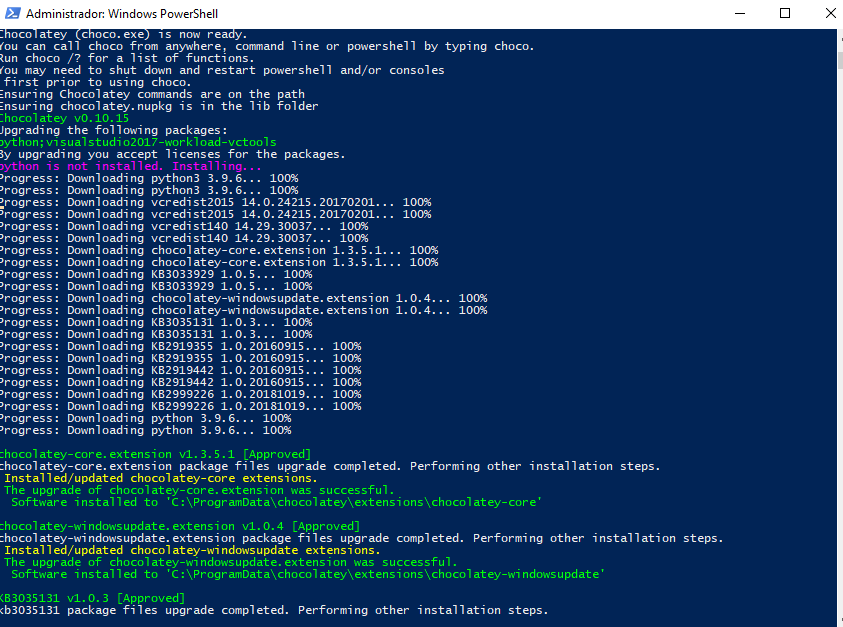 Administrador: Windows PowerShell
Chocolatey (choco.exe) is now ready.
You can call choco from anywhere, command line or powershell by typing choco.
Run choco /? for a list of functions.
You may need to shut down and restart powershell and/or consoles
 first prior to using choco.
Ensuring Chocolatey commands are on the path
Ensuring chocolatey.nupkg is in the lib folder
Chocolatey v0.10.15
Upgrading the following packages:
python;visualstudio2017-workload-vctools
By upgrading you accept licenses for the packages.
python is not installed. Installing...
Progress: Downloading python3 3.9.6... 100%
Progress: Downloading python3 3.9.6... 100%
Progress: Downloading vcredist2015 14.0.24215.20170201... 100%
Progress: Downloading vcredist2015 14.0.24215.20170201... 100%
Progress: Downloading vcredist140 14.29.30037... 100%
Progress: Downloading vcredist140 14.29.30037... 100%
Progress: Downloading chocolatey-core.extension 1.3.5.1... 100%
Progress: Downloading chocolatey-core.extension 1.3.5.1... 100%
Progress: Downloading KB3033929 1.0.5... 100%
Progress: Downloading KB3033929 1.0.5... 100%
Progress: Downloading chocolatey-windowsupdate.extension 1.0.4... 100%
Progress: Downloading chocolatey-windowsupdate.extension 1.0.4... 100%
Progress: Downloading KB3035131 1.0.3... 100%
Progress: Downloading KB3035131 1.0.3... 100%
Progress: Downloading KB2919355 1.0.20160915... 100%
Progress: Downloading KB2919355 1.0.20160915... 100%
Progress: Downloading KB2919442 1.0.20160915... 100%
Progress: Downloading KB2919442 1.0.20160915... 100%
Progress: Downloading KB2999226 1.0.20181019... 100%
Progress: Downloading KB2999226 1.0.20181019... 100%
Progress: Downloading python 3.9.6... 100%
Progress: Downloading python 3.9.6... 100%
chocolatey-core.extension v1.3.5.1 [Approved]
chocolatey-core.extension package files upgrade completed. Performing other installation steps.
 Installed/updated chocolatey-core extensions.
 The upgrade of chocolatey-core.extension was successful.
  Software installed to 'C:\ProgramData\chocolatey\extensions\chocolatey-core'
chocolatey-windowsupdate.extension v1.0.4 [Approved]
chocolatey-windowsupdate.extension package files upgrade completed. Performing other installation steps.
 Installed/updated chocolatey-windowsupdate extensions.
 The upgrade of chocolatey-windowsupdate.extension was successful.
  Software installed to 'C:\ProgramData\chocolatey\extensions\chocolatey-windowsupdate'
KB3035131 v1.0.3 [Approved]
kb3035131 package files upgrade completed. Performing other installation steps.